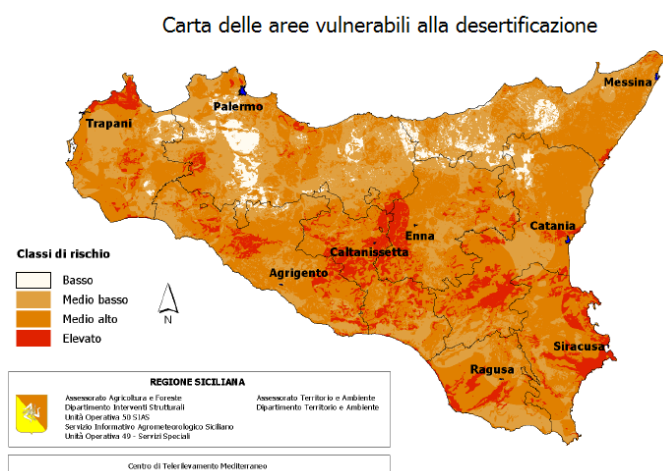 Carta delle aree vulnerabili alla desertificazione
Messina
Palermo
Trapani
Catania
Enna
Caltanissetta
Agrigento
Siracusa
Ragusa
Classi di rischio
Basso
Medio basso
Medio alto
Elevato
N
REGIONE SICILIANA
Assessorato Agricoltura e Foreste
Dipartimento Interventi Strutturali
Unità Operativa 50 SIAS
Servizio Informativo Agrometeorologico Siciliano
Unità Operativa 49 - Servizi Speciali
Assessorato Territorio e Ambiente
Dipartimento Territorio e Ambiente
Centro di Telerilevamento Mediterraneo